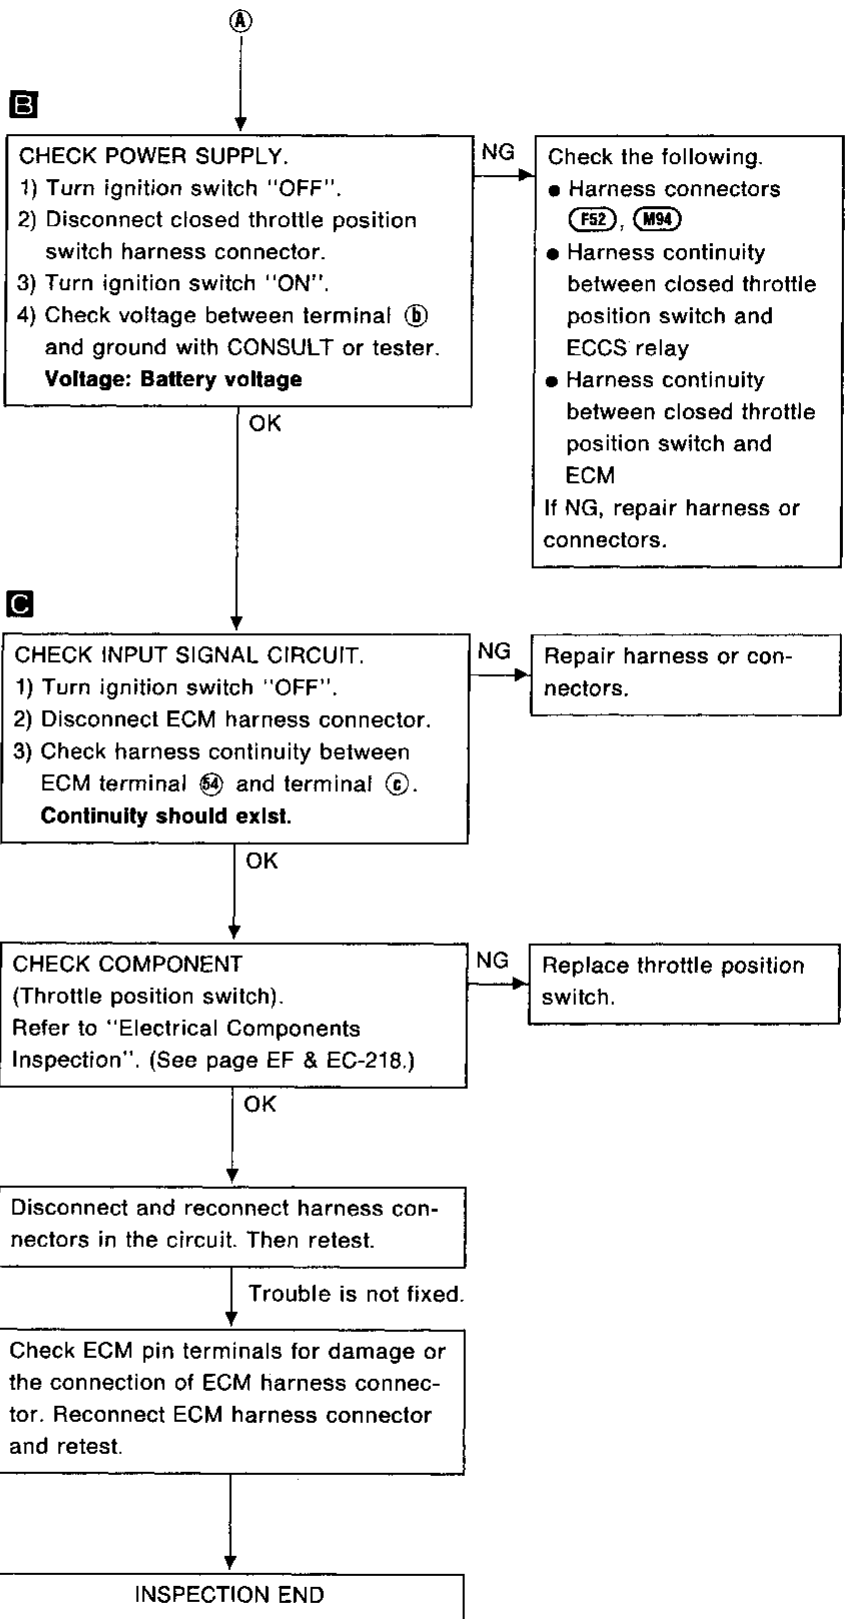 Ⓐ
B
CHECK POWER SUPPLY.
1) Turn ignition switch "OFF".
2) Disconnect closed throttle position
switch harness connector.
3) Turn ignition switch "ON".
4) Check voltage between terminal ⓑ
and ground with CONSULT or tester.
Voltage: Battery voltage
NG
Check the following.
● Harness connectors
F52, M94
● Harness continuity
between closed throttle
position switch and
ECCS relay
● Harness continuity
between closed throttle
position switch and
ECM
If NG, repair harness or
connectors.
OK
C
CHECK INPUT SIGNAL CIRCUIT.
1) Turn ignition switch "OFF".
2) Disconnect ECM harness connector.
3) Check harness continuity between
ECM terminal 54 and terminal ⓒ.
Continuity should exist.
NG
Repair harness or con-
nectors.
OK
CHECK COMPONENT
(Throttle position switch).
Refer to "Electrical Components
Inspection". (See page EF & EC-218.)
NG
Replace throttle position
switch.
OK
Disconnect and reconnect harness con-
nectors in the circuit. Then retest.
Trouble is not fixed.
Check ECM pin terminals for damage or
the connection of ECM harness connec-
tor. Reconnect ECM harness connector
and retest.
INSPECTION END